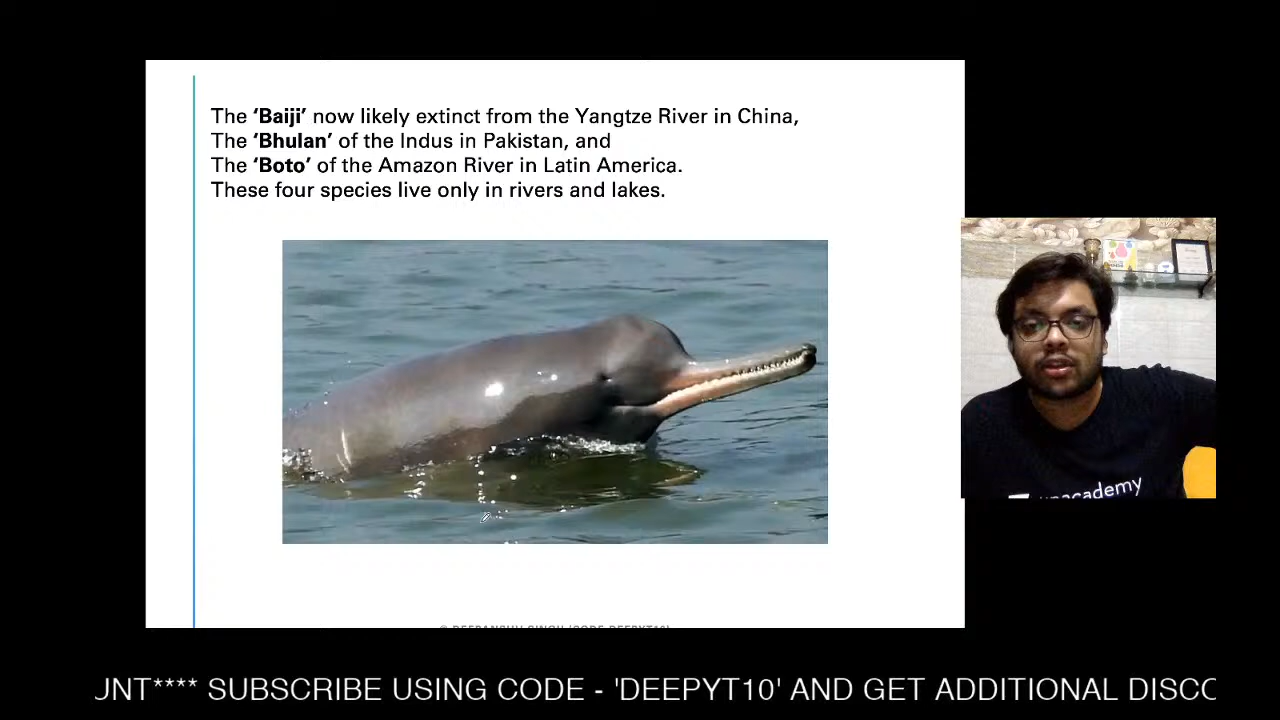 The 'Baiji' now likely extinct from the Yangtze River in China,
The 'Bhulan' of the Indus in Pakistan, and
The 'Boto' of the Amazon River in Latin America.
These four species live only in rivers and lakes.
JNT**** SUBSCRIBE USING CODE - 'DEEPYT10' AND GET ADDITIONAL DISCO